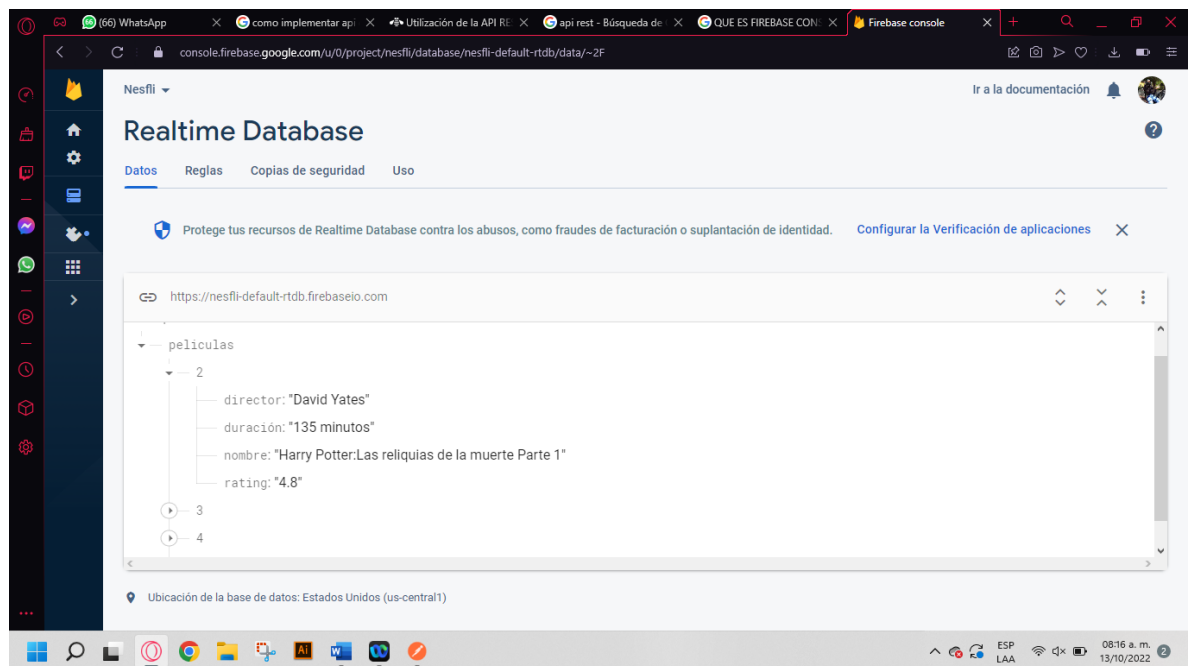 (66) WhatsApp
como implementar api
Utilización de la API RE
api rest - Búsqueda de
QUE ES FIREBASE CONS
Firebase console
console.firebase.google.com/u/0/project/nesfli/database/nesfli-default-rtdb/data/~2F
Nesfli
Ir a la documentación
Realtime Database
Datos Reglas Copias de seguridad Uso
Protege tus recursos de Realtime Database contra los abusos, como fraudes de facturación o suplantación de identidad. Configurar la Verificación de aplicaciones
https://nesfli-default-rtdb.firebaseio.com
peliculas
2
director: "David Yates"
duración: "135 minutos"
nombre: "Harry Potter:Las reliquias de la muerte Parte 1"
rating: "4.8"
3
4
Ubicación de la base de datos: Estados Unidos (us-central1)
Ai
ESP
LAA
08:16 a. m.
13/10/2022
2